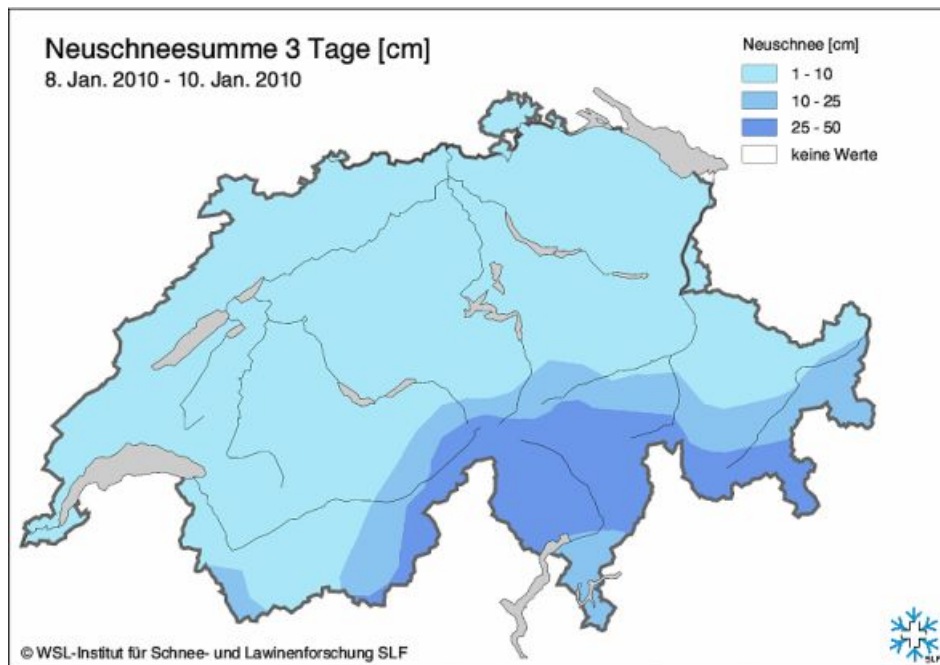 Neuschneesumme 3 Tage [cm]
8. Jan. 2010 - 10. Jan. 2010
Neuschnee [cm]
1 - 10
10 - 25
25 - 50
keine Werte
© WSL-Institut für Schnee- und Lawinenforschung SLF
SLF